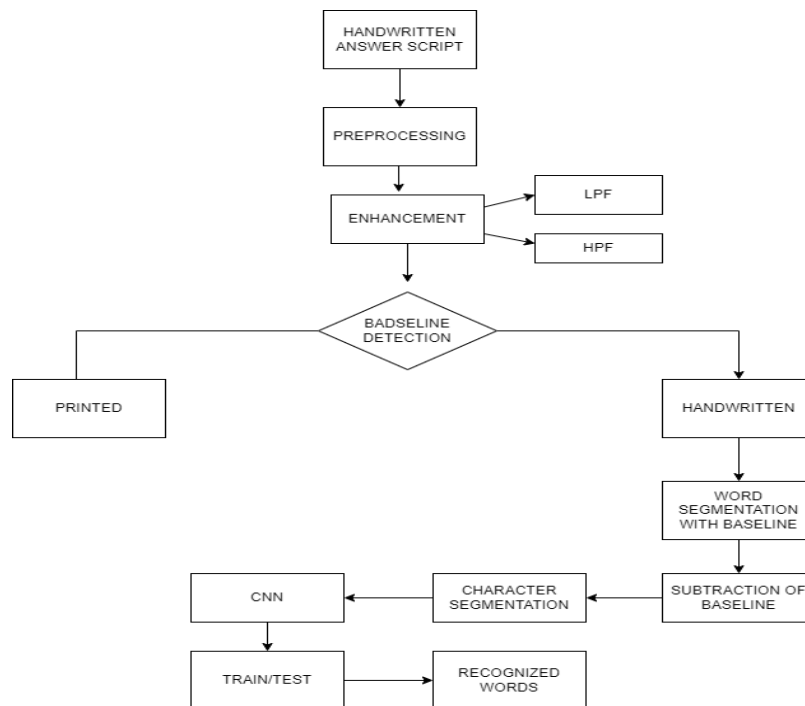 HANDWRITTEN
ANSWER SCRIPT
PREPROCESSING
ENHANCEMENT
LPF
HPF
BADSELINE
DETECTION
PRINTED
HANDWRITTEN
WORD
SEGMENTATION
WITH BASELINE
SUBTRACTION OF
BASELINE
CHARACTER
SEGMENTATION
CNN
TRAIN/TEST
RECOGNIZED
WORDS